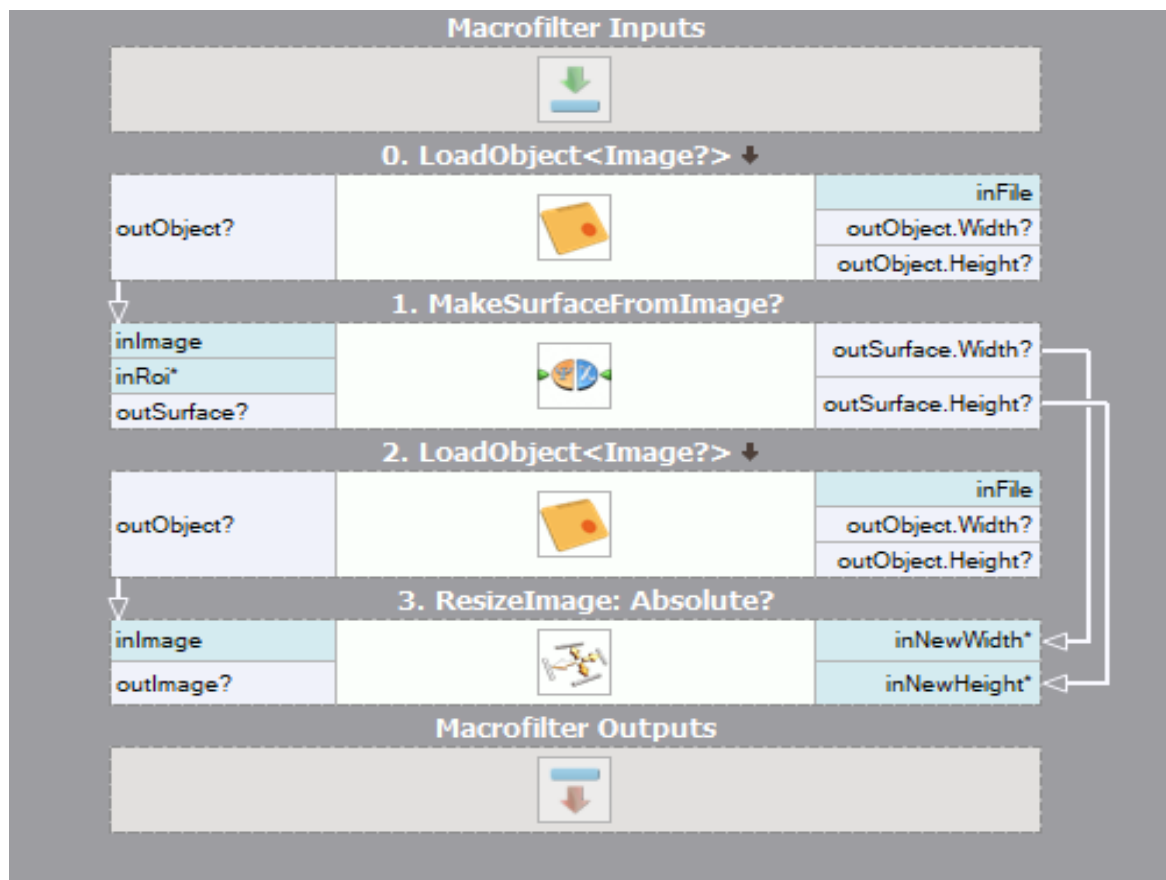 Macrofilter Inputs
0. LoadObject<Image?>
outObject?
inFile
outObject.Width?
outObject.Height?
1. MakeSurfaceFromImage?
inImage
inRoi*
outSurface?
outSurface.Width?
outSurface.Height?
2. LoadObject<Image?>
outObject?
inFile
outObject.Width?
outObject.Height?
3. ResizeImage: Absolute?
inImage
outImage?
inNewWidth*
inNewHeight*
Macrofilter Outputs